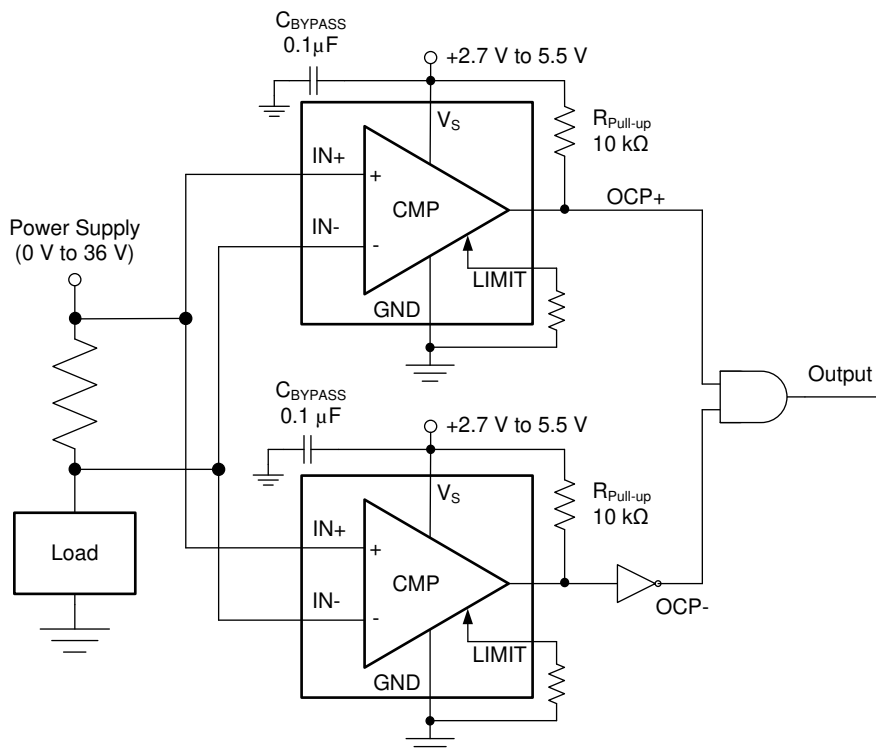 CBYPASS
0.1µF
+2.7 V to 5.5 V
VS
RPull-up
10 kΩ
IN+
+
CMP
OCP+
IN-
-
LIMIT
GND
Power Supply
(0 V to 36 V)
Load
Output
CBYPASS
0.1 µF
+2.7 V to 5.5 V
VS
RPull-up
10 kΩ
IN+
+
CMP
IN-
-
OCP-
LIMIT
GND